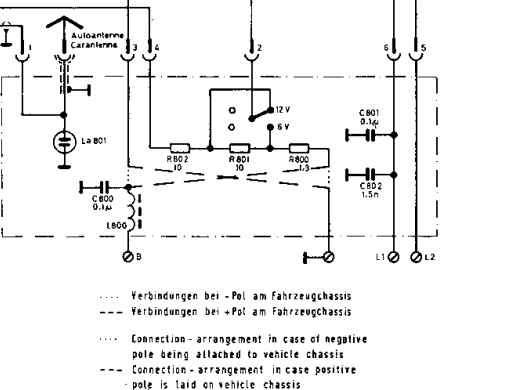 Autoantenne
Carantenne
1
3
4
2
6
5
12 V
6 V
C801
0.1µ
La 801
R802
10
R801
10
R800
1.3
C802
1.5n
C800
0.1µ
L800
B
L1
L2
Verbindungen bei -Pol am Fahrzeugchassis
Verbindungen bei +Pol am Fahrzeugchassis
Connection - arrangement in case of negative
pole being attached to vehicle chassis
Connection - arrangement in case positive
pole is laid on vehicle chassis